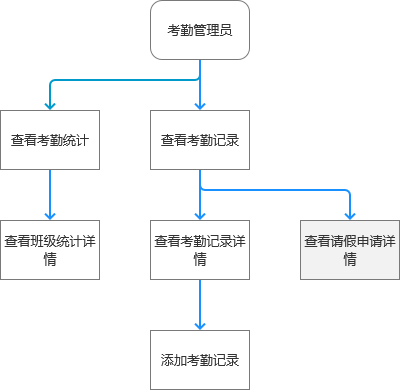 考勤管理员
查看考勤统计
查看考勤记录
查看班级统计详
情
查看考勤记录详
情
查看请假申请详
情
添加考勤记录